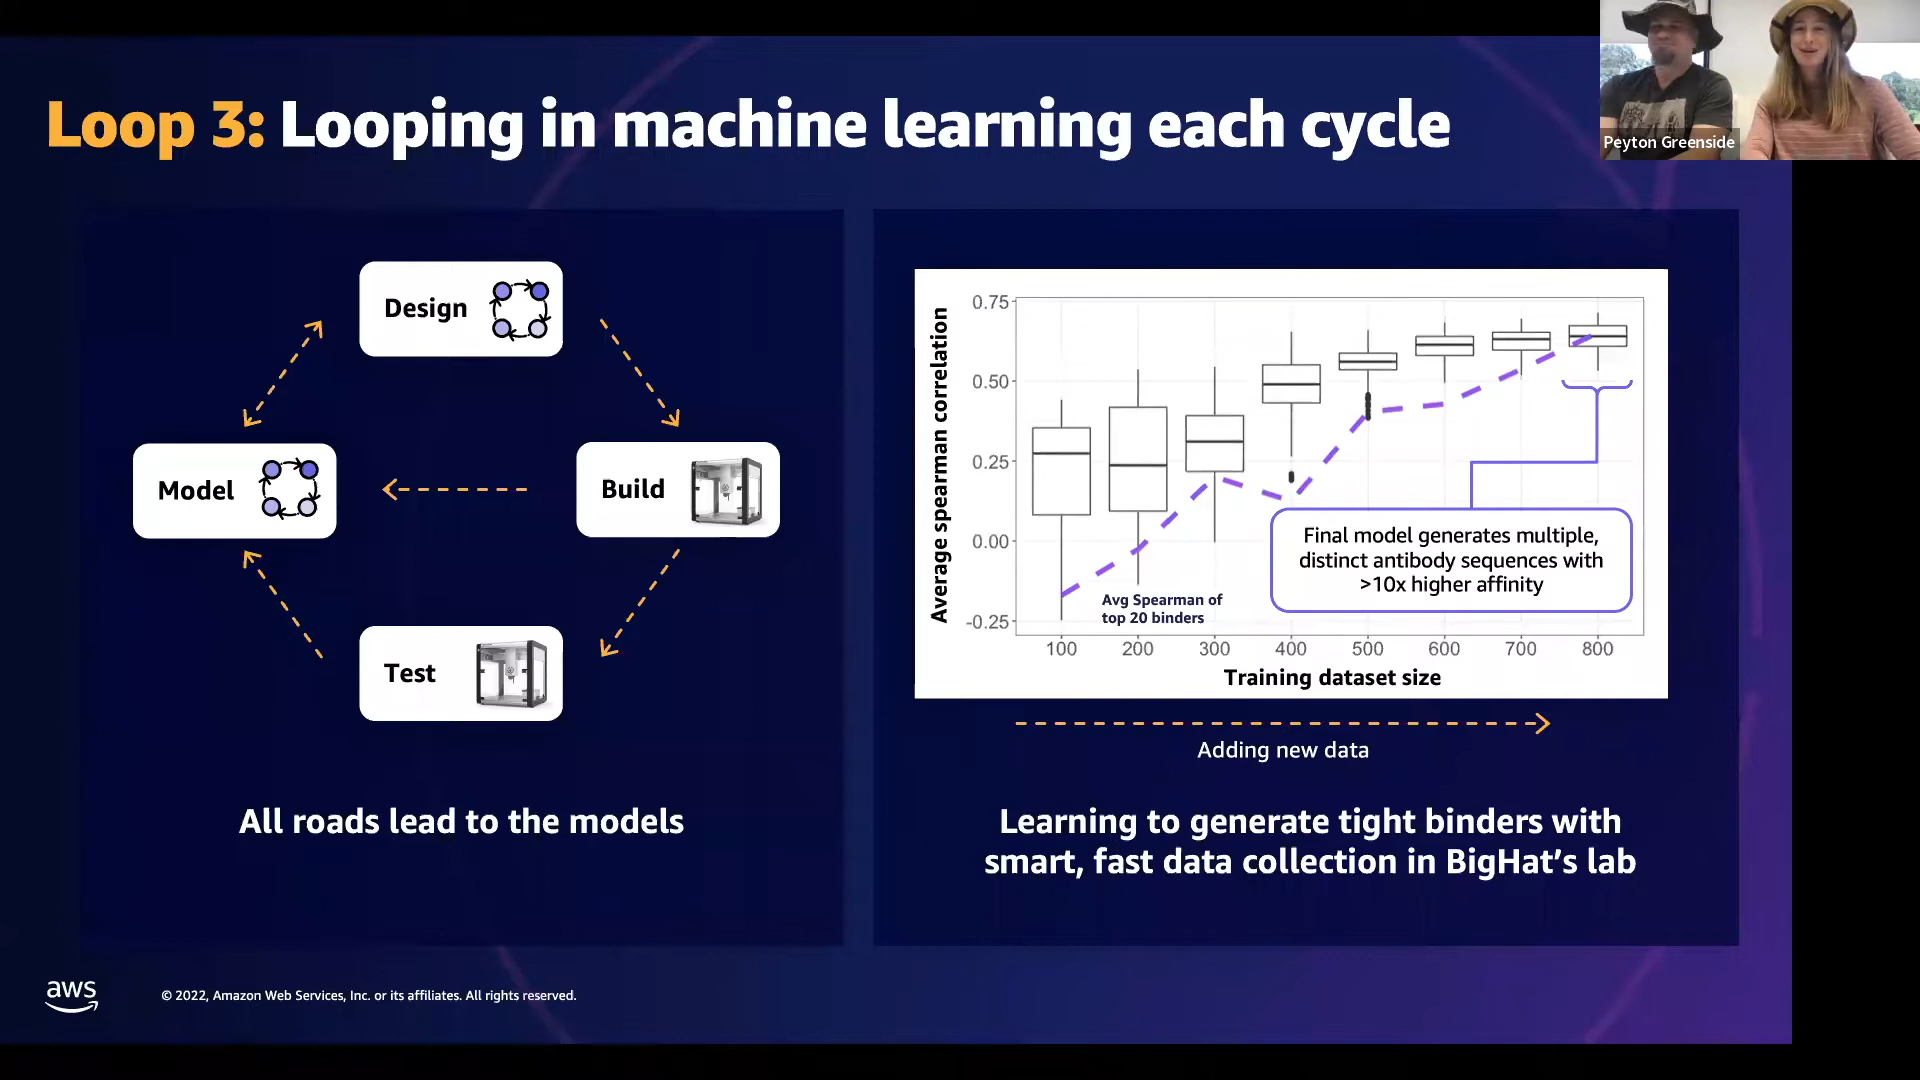 Peyton Greenside
Loop 3: Looping in machine learning each cycle
Design
Model
Build
Test
All roads lead to the models
Average spearman correlation
0.75
0.50
0.25
0.00
-0.25
Avg Spearman of
top 20 binders
Final model generates multiple,
distinct antibody sequences with
>10x higher affinity
100 200 300 400 500 600 700 800
Training dataset size
Adding new data
Learning to generate tight binders with
smart, fast data collection in BigHat’s lab
aws
© 2022, Amazon Web Services, Inc. or its affiliates. All rights reserved.